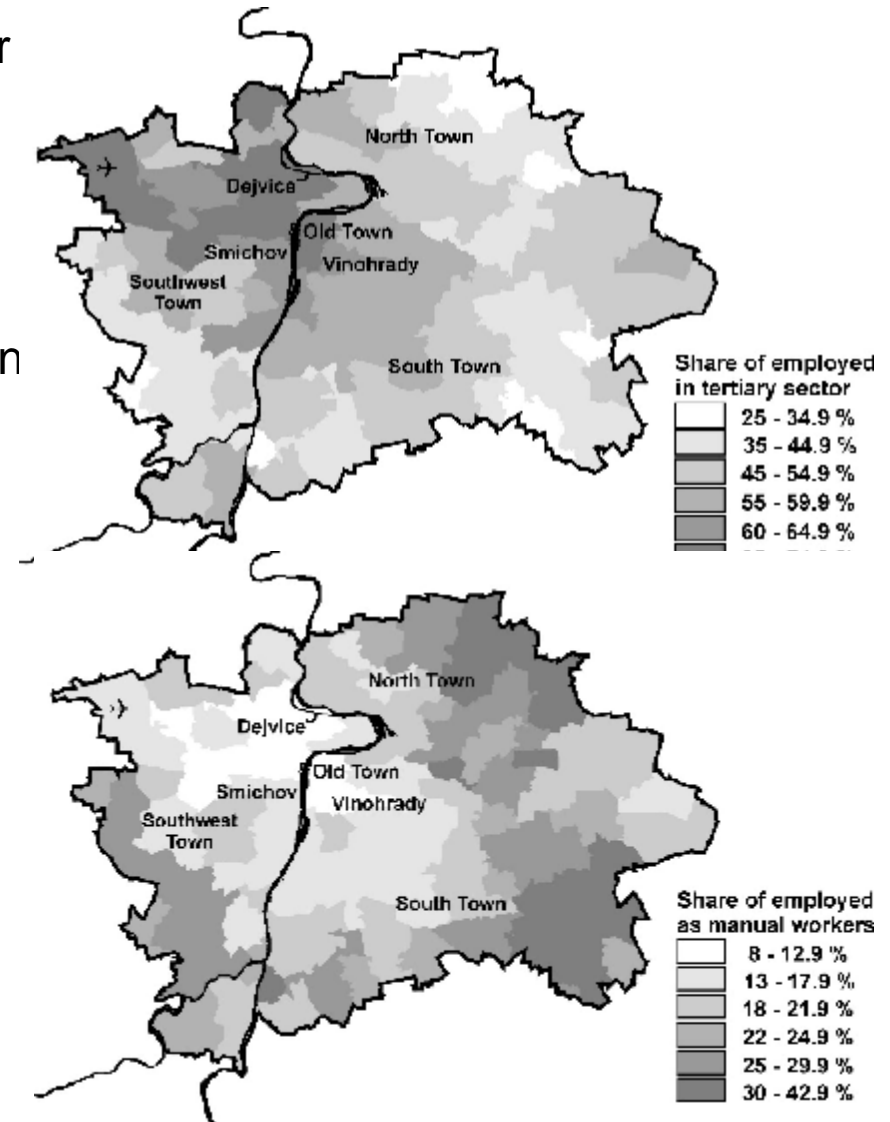 r
North Town
Dejvice
Old Town
Smichov
Vinohrady
Southwest
Town
n
South Town
Share of employed
in tertiary sector
25 - 34.9 %
35 - 44.9 %
45 - 54.9 %
55 - 59.9 %
60 - 64.9 %
North Town
Dejvice
Old Town
Smichov
Vinohrady
Southwest
Town
South Town
Share of employed
as manual workers
8 - 12.9 %
13 - 17.9 %
18 - 21.9 %
22 - 24.9 %
25 - 29.9 %
30 - 42.9 %